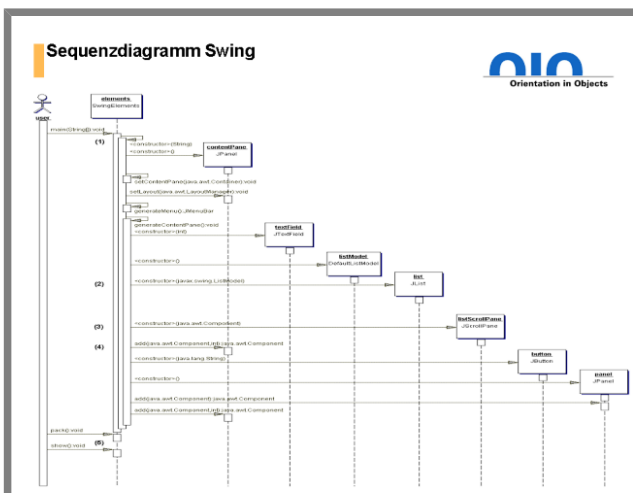 Sequenzdiagramm Swing
OIO
Orientation in Objects
user
elements
SwingElements
main(String[]):void
(1)
<constructor>(String)
<constructor>()
contentPane
JPanel
setContentPane(java.awt.Container):void
setLayout(java.awt.LayoutManager):void
generateMenu():JMenuBar
generateContentPane():void
<constructor>(int)
textField
JTextField
<constructor>()
listModel
DefaultListModel
(2)
<constructor>(javax.swing.ListModel)
list
JList
(3)
<constructor>(java.awt.Component)
listScrollPane
JScrollPane
(4)
add(java.awt.Component,int):java.awt.Component
<constructor>(java.lang.String)
button
JButton
<constructor>()
panel
JPanel
add(java.awt.Component):java.awt.Component
add(java.awt.Component,int):java.awt.Component
pack():void
(5)
show():void